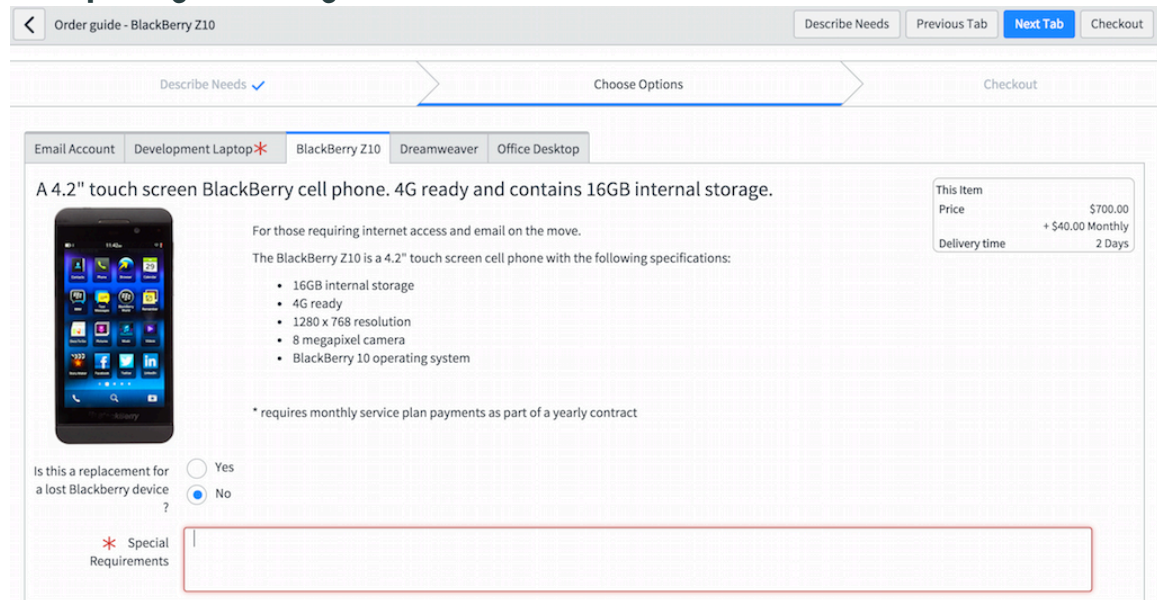 Order guide - BlackBerry Z10
Describe Needs
Previous Tab
Next Tab
Checkout
Describe Needs
Choose Options
Checkout
Email Account
Development Laptop*
BlackBerry Z10
Dreamweaver
Office Desktop
A 4.2" touch screen BlackBerry cell phone. 4G ready and contains 16GB internal storage.
This Item
Price $700.00
+ $40.00 Monthly
Delivery time 2 Days
For those requiring internet access and email on the move.
The BlackBerry Z10 is a 4.2" touch screen cell phone with the following specifications:
• 16GB internal storage
• 4G ready
• 1280 x 768 resolution
• 8 megapixel camera
• BlackBerry 10 operating system
* requires monthly service plan payments as part of a yearly contract
Is this a replacement for
a lost Blackberry device
?
Yes
No
* Special
Requirements